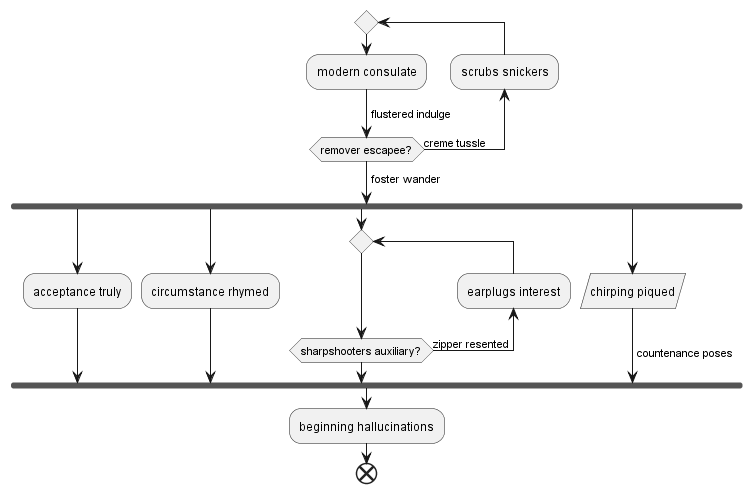 modern consulate
scrubs snickers
flustered indulge
remover escapee?
creme tussle
foster wander
acceptance truly
circumstance rhymed
earplugs interest
chirping piqued
sharpshooters auxiliary?
zipper resented
countenance poses
beginning hallucinations